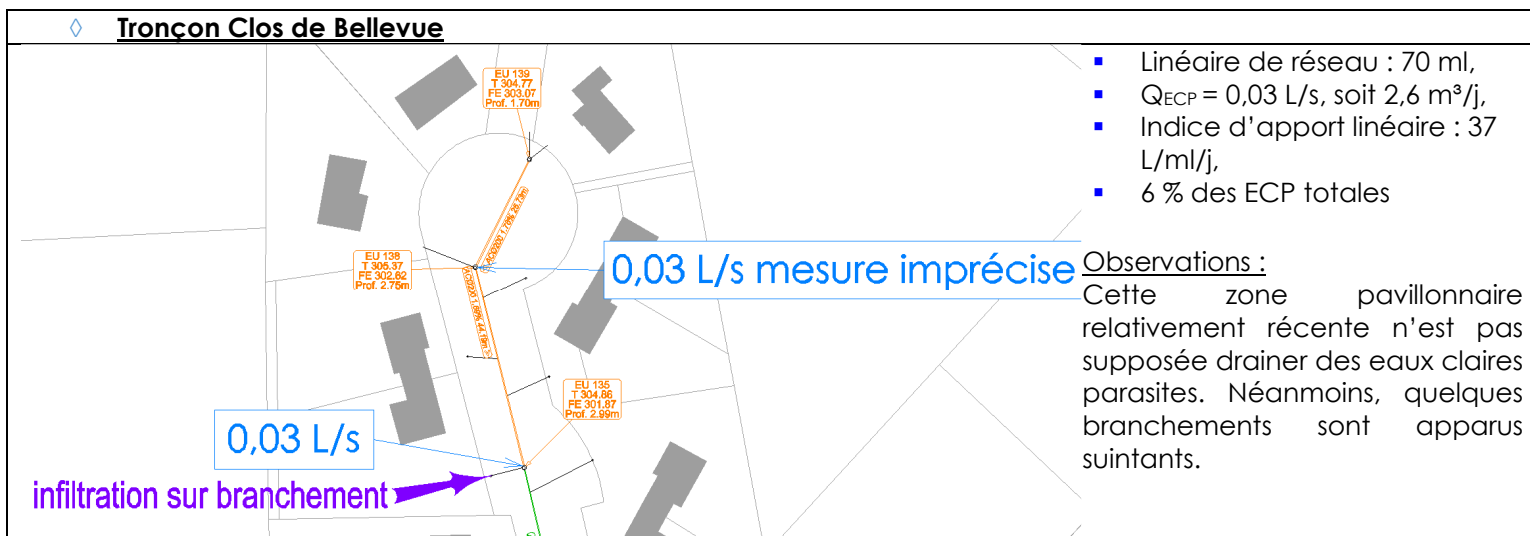 ◊ Tronçon Clos de Bellevue
EU 139
T 304.77
FE 303.07
Prof. 1.70m
EU 138
T 305.37
FE 302.62
Prof. 2.75m
0,03 L/s mesure imprécise
EU 135
T 304.86
FE 301.87
Prof. 2.99m
0,03 L/s
infiltration sur branchement
▪ Linéaire de réseau : 70 ml,
▪ QECP = 0,03 L/s, soit 2,6 m³/j,
▪ Indice d’apport linéaire : 37
L/ml/j,
▪ 6 % des ECP totales
Observations :
Cette zone pavillonnaire
relativement récente n’est pas
supposée drainer des eaux claires
parasites. Néanmoins, quelques
branchements sont apparus
suintants.